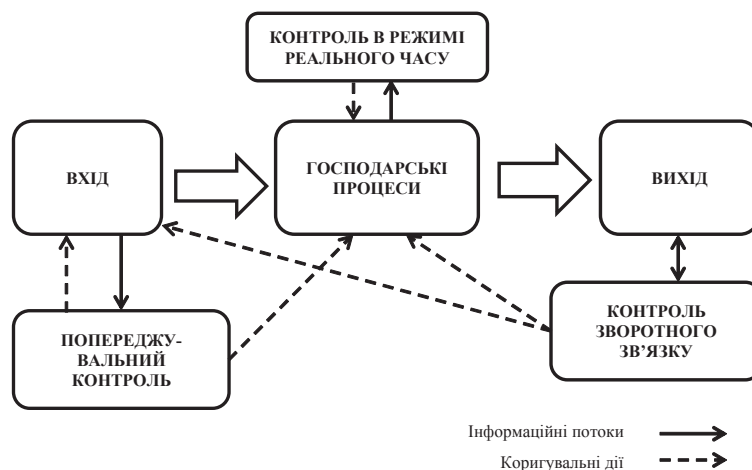 КОНТРОЛЬ В РЕЖИМІ
РЕАЛЬНОГО ЧАСУ
ВХІД
ГОСПОДАРСЬКІ
ПРОЦЕСИ
ВИХІД
ПОПЕРЕДЖУ-
ВАЛЬНИЙ
КОНТРОЛЬ
КОНТРОЛЬ
ЗВОРОТНОГО
ЗВ’ЯЗКУ
Інформаційні потоки
Коригувальні дії